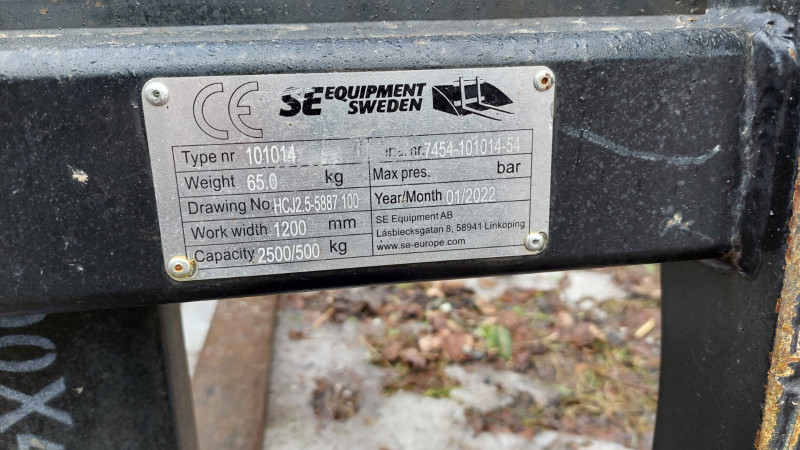 CE SE EQUIPMENT
SWEDEN
Type nr 101014
Weight 65.0 kg
Drawing No. HCJ2.5-5887.100
Work width 1200 mm
Capacity 2500/500 kg
nr. 7454-101014-54
Max pres. bar
Year/Month 01/2022
SE Equipment AB
Låsblecksgatan 8, 58941 Linköping
www.se-europe.com